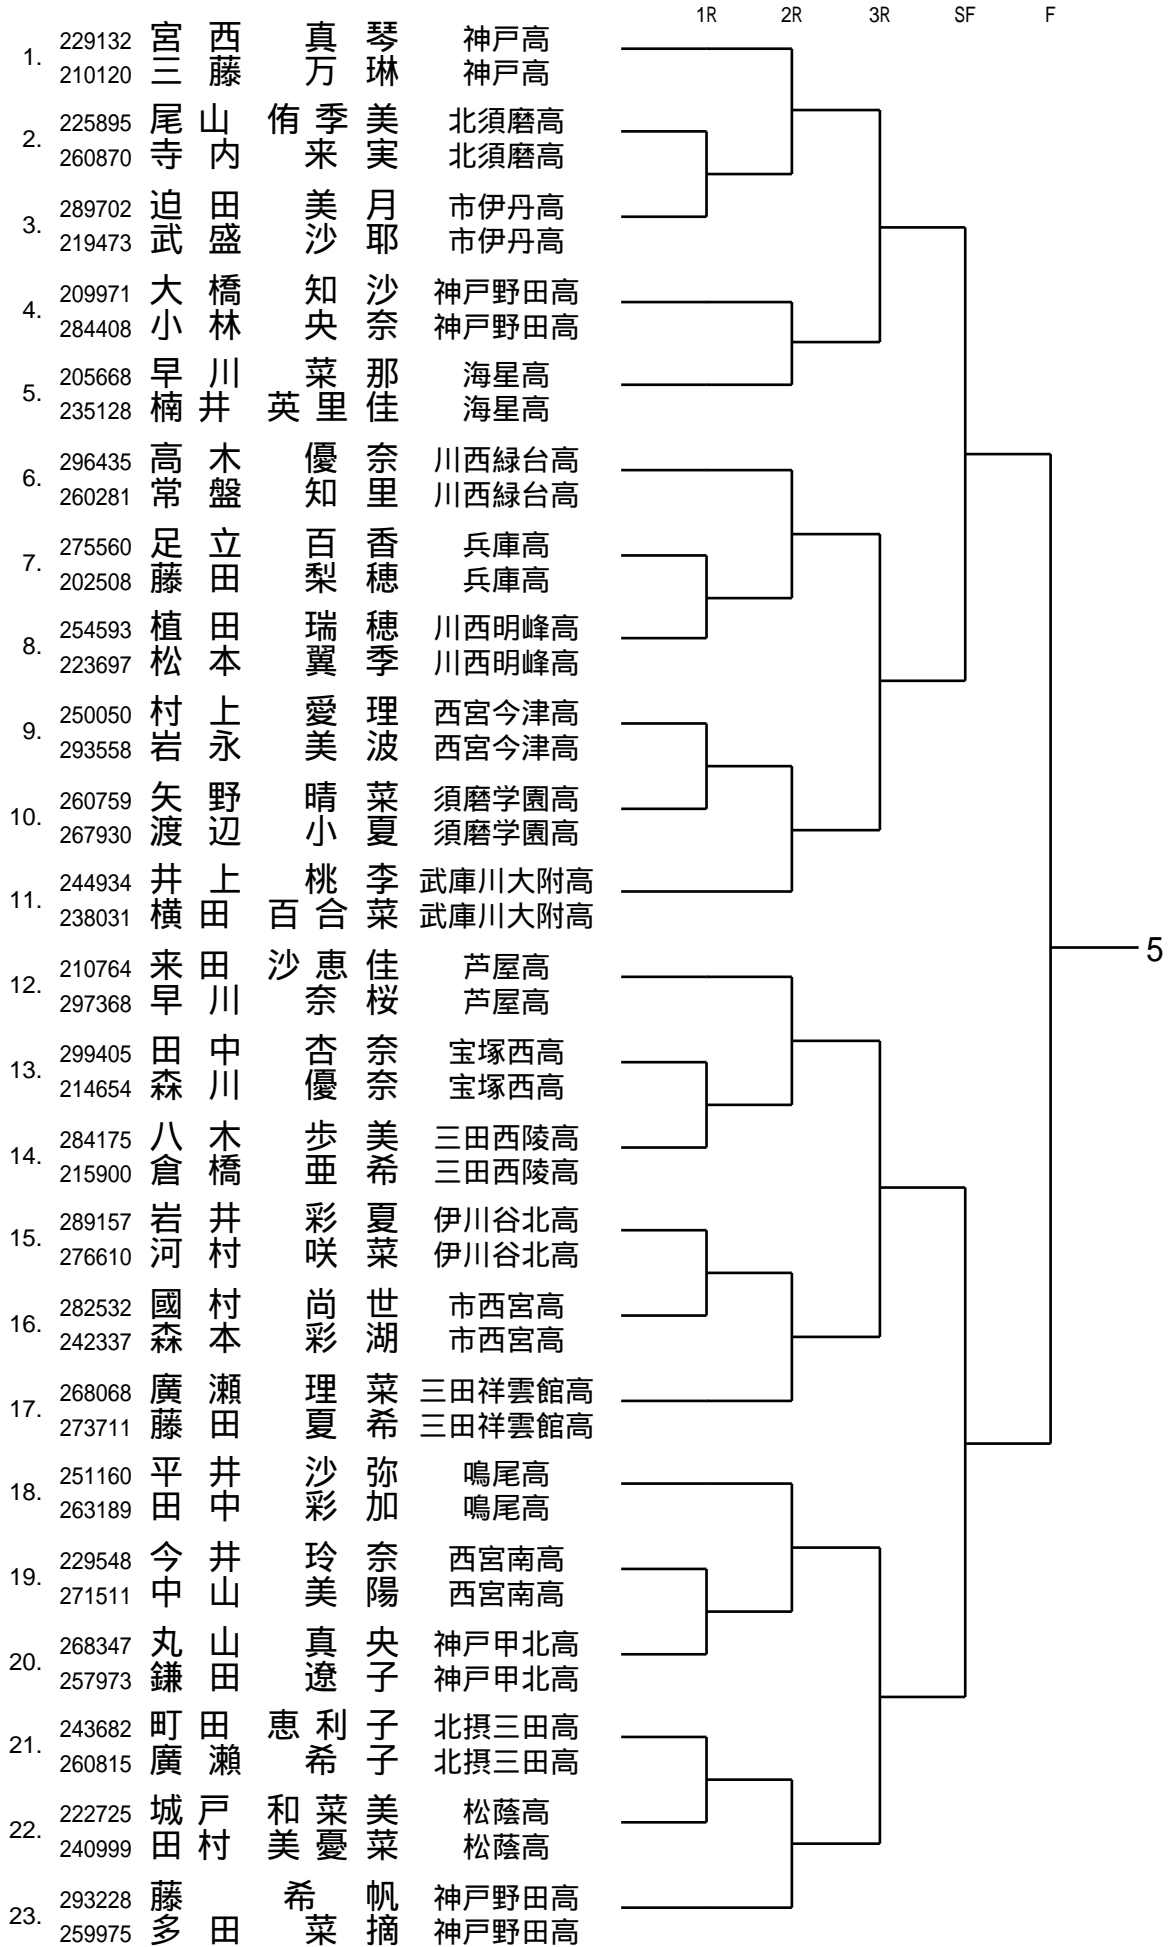 1R 2R 3R SF F
1. 229132 宮西 真琴 神戸高
210120 三藤 万琳 神戸高
2. 225895 尾山 侑季美 北須磨高
260870 寺内 来実 北須磨高
3. 289702 迫田 美月 市伊丹高
219473 武盛 沙耶 市伊丹高
4. 209971 大橋 知沙 神戸野田高
284408 小林 央奈 神戸野田高
5. 205668 早川 菜那 海星高
235128 楠井 英里佳 海星高
6. 296435 高木 優奈 川西緑台高
260281 常盤 知里 川西緑台高
7. 275560 足立 百香 兵庫高
202508 藤田 梨穂 兵庫高
8. 254593 植田 瑞穂 川西明峰高
223697 松本 翼季 川西明峰高
9. 250050 村上 愛理 西宮今津高
293558 岩永 美波 西宮今津高
10. 260759 矢野 晴菜 須磨学園高
267930 渡辺 小夏 須磨学園高
11. 244934 井上 桃李 武庫川大附高
238031 横田 百合菜 武庫川大附高
5
12. 210764 来田 沙恵佳 芦屋高
297368 早川 奈桜 芦屋高
13. 299405 田中 杏奈 宝塚西高
214654 森川 優奈 宝塚西高
14. 284175 八木 歩美 三田西陵高
215900 倉橋 亜希 三田西陵高
15. 289157 岩井 彩夏 伊川谷北高
276610 河村 咲菜 伊川谷北高
16. 282532 國村 尚世 市西宮高
242337 森本 彩湖 市西宮高
17. 268068 廣瀬 理菜 三田祥雲館高
273711 藤田 夏希 三田祥雲館高
18. 251160 平井 沙弥 鳴尾高
263189 田中 彩加 鳴尾高
19. 229548 今井 玲奈 西宮南高
271511 中山 美陽 西宮南高
20. 268347 丸山 真央 神戸甲北高
257973 鎌田 遼子 神戸甲北高
21. 243682 町田 恵利子 北摂三田高
260815 廣瀨 希子 北摂三田高
22. 222725 城戸 和菜美 松蔭高
240999 田村 美憂菜 松蔭高
23. 293228 藤 希帆 神戸野田高
259975 多田 菜摘 神戸野田高